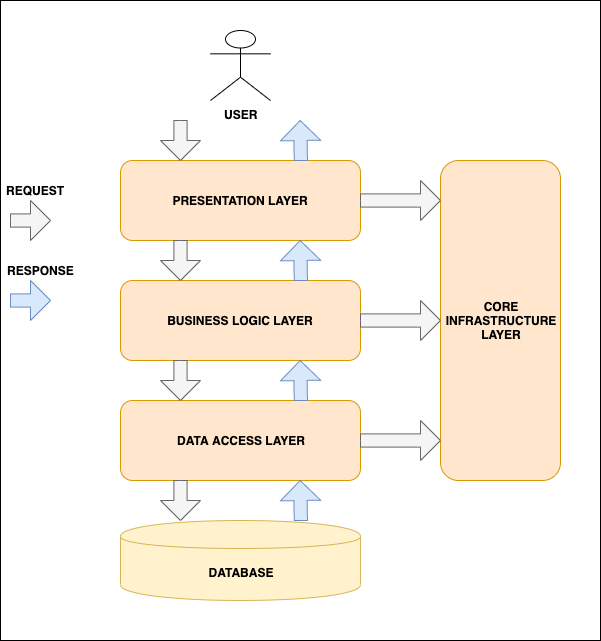 USER
REQUEST
PRESENTATION LAYER
RESPONSE
BUSINESS LOGIC LAYER
CORE
INFRASTRUCTURE
LAYER
DATA ACCESS LAYER
DATABASE